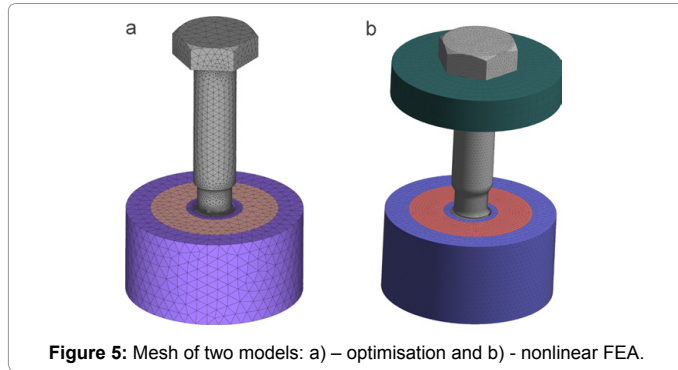 a
b
Figure 5: Mesh of two models: a) – optimisation and b) - nonlinear FEA.